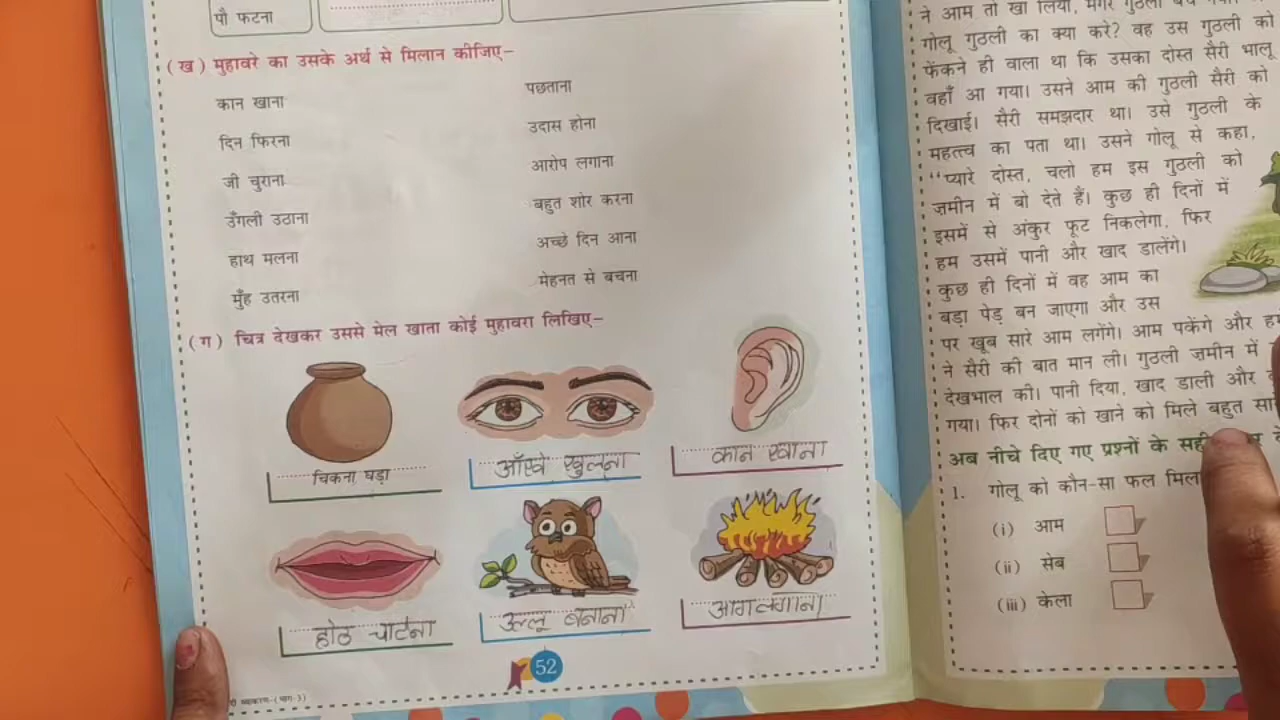 पौ फटना
(ख) मुहावरे का उसके अर्थ से मिलान कीजिए–
कान खाना पछताना
दिन फिरना उदास होना
जी चुराना आरोप लगाना
उँगली उठाना बहुत शोर करना
हाथ मलना अच्छे दिन आना
मुँह उतरना मेहनत से बचना
(ग) चित्र देखकर उससे मेल खाता कोई मुहावरा लिखिए–
चिकना घड़ा आँखे खुलना कान खाना
होठ चाटना उल्लू बनाना आग लगाना
52
व्याकरण-(भाग-3)
ने आम तो खा लिया, मगर गुठली बच
गोलू गुठली का क्या करे? वह उस गुठली को
फेंकने ही वाला था कि उसका दोस्त सैरी भालू
वहाँ आ गया। उसने आम की गुठली सैरी को
दिखाई। सैरी समझदार था। उसे गुठली के
महत्त्व का पता था। उसने गोलू से कहा,
“प्यारे दोस्त, चलो हम इस गुठली को
ज़मीन में बो देते हैं। कुछ ही दिनों में
इसमें से अंकुर फूट निकलेगा, फिर
हम उसमें पानी और खाद डालेंगे।
कुछ ही दिनों में वह आम का
बड़ा पेड़ बन जाएगा और उस
पर खूब सारे आम लगेंगे। आम पकेंगे और
ने सैरी की बात मान ली। गुठली ज़मीन में
देखभाल की। पानी दिया, खाद डाली और
गया। फिर दोनों को खाने को मिले बहुत
अब नीचे दिए गए प्रश्नों के सही
1. गोलू को कौन-सा फल
(i) आम
(ii) सेब
(iii) केला